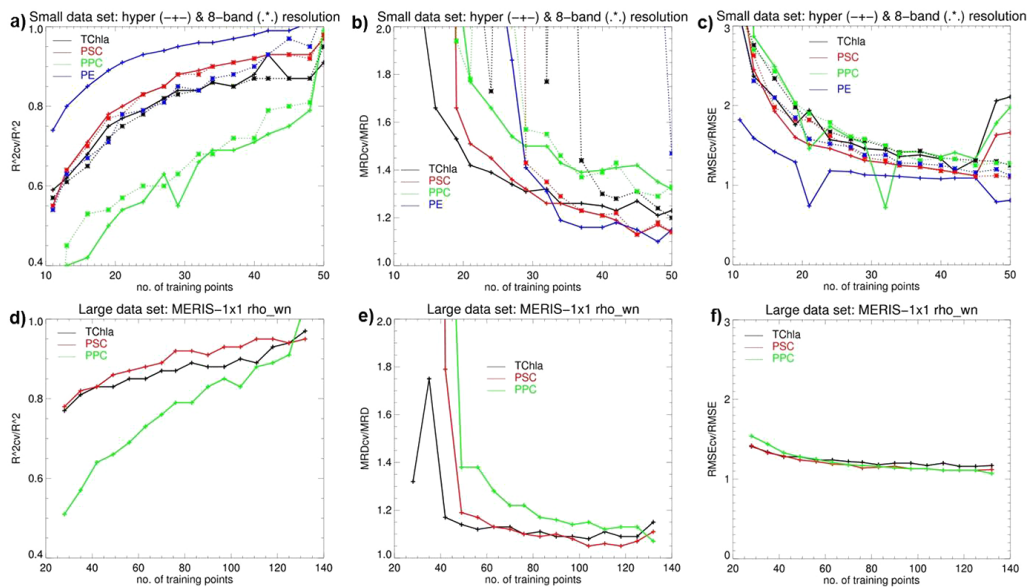 a) Small data set: hyper (-+-) & 8-band (.*.) resolution
1.0
0.8
0.6
0.4
R^2cv/R^2
TChla
PSC
PPC
PE
10 20 30 40 50
no. of training points
b) Small data set: hyper (-+-) & 8-band (.*.) resolution
2.0
1.8
1.6
1.4
1.2
1.0
MRDcv/MRD
TChla
PSC
PPC
PE
10 20 30 40 50
no. of training points
c) Small data set: hyper (-+-) & 8-band (.*.) resolution
3
2
1
0
RMSEcv/RMSE
TChla
PSC
PPC
PE
10 20 30 40 50
no. of training points
d) Large data set: MERIS-1x1 rho_wn
1.0
0.8
0.6
0.4
R^2cv/R^2
TChla
PSC
PPC
20 40 60 80 100 120 140
no. of training points
e) Large data set: MERIS-1x1 rho_wn
2.0
1.8
1.6
1.4
1.2
1.0
MRDcv/MRD
TChla
PSC
PPC
20 40 60 80 100 120 140
no. of training points
f) Large data set: MERIS-1x1 rho_wn
3
2
1
0
RMSEcv/RMSE
TChla
PSC
PPC
20 40 60 80 100 120 140
no. of training points